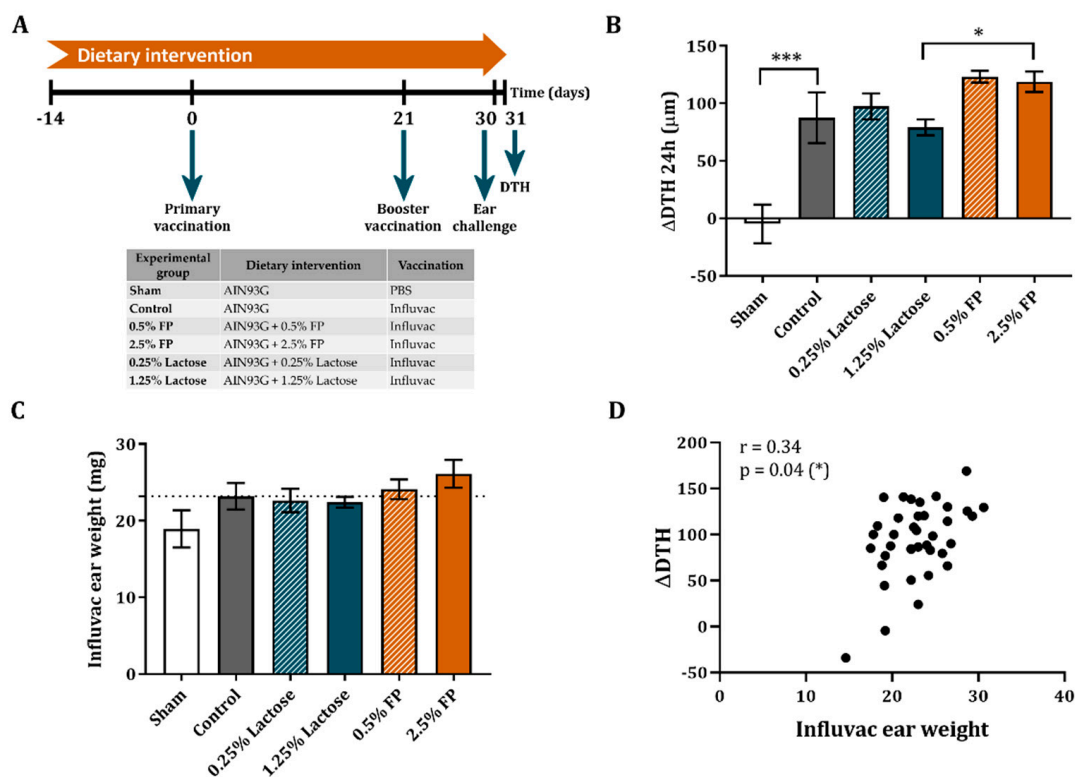 A
Dietary intervention
Time (days)
-14 0 21 30 31
DTH
Primary vaccination
Booster vaccination
Ear challenge
Experimental group Dietary intervention Vaccination
Sham AIN93G PBS
Control AIN93G Influvac
0.5% FP AIN93G + 0.5% FP Influvac
2.5% FP AIN93G + 2.5% FP Influvac
0.25% Lactose AIN93G + 0.25% Lactose Influvac
1.25% Lactose AIN93G + 1.25% Lactose Influvac
B
ΔDTH 24h (μm)
150
100
50
0
-50
***
*
Sham
Control
0.25% Lactose
1.25% Lactose
0.5% FP
2.5% FP
C
Influvac ear weight (mg)
30
20
10
0
Sham
Control
0.25% Lactose
1.25% Lactose
0.5% FP
2.5% FP
D
r = 0.34
p = 0.04 (*)
ΔDTH
200
150
100
50
0
-50
0 10 20 30 40
Influvac ear weight